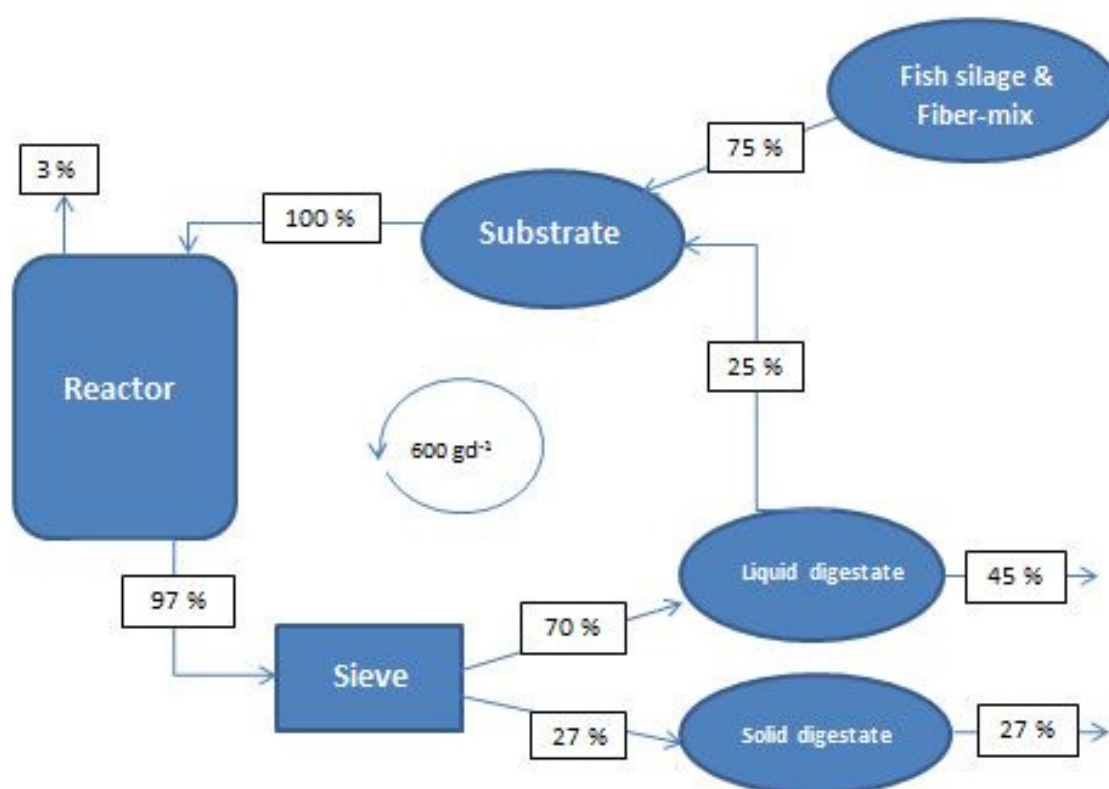 Fish silage &
Fiber-mix
75 %
3 %
100 %
Substrate
Reactor
25 %
600 gd⁻¹
Liquid digestate
45 %
97 %
70 %
Sieve
27 %
Solid digestate
27 %